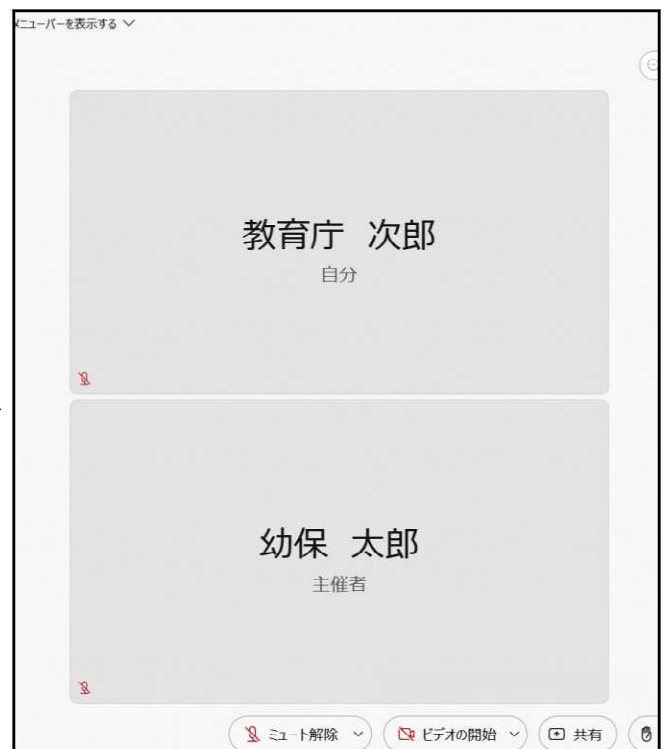 メニューバーを表示する
教育庁 次郎
自分
幼保 太郎
主催者
ミュート解除
ビデオの開始
共有